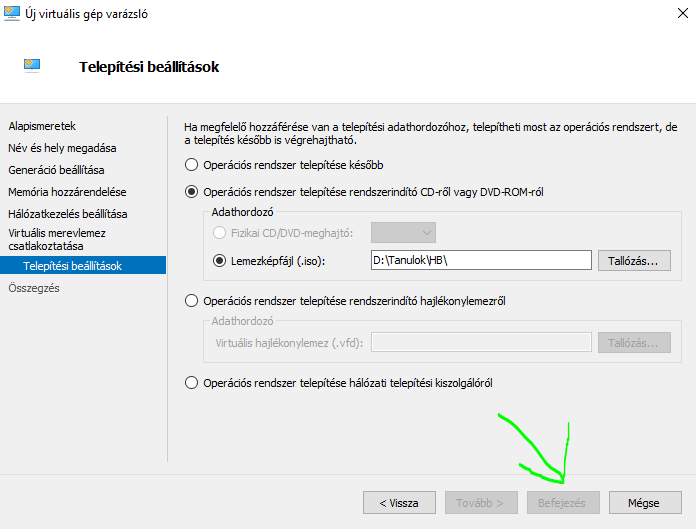 Új virtuális gép varázsló
Telepítési beállítások
Alapismeretek
Név és hely megadása
Generáció beállítása
Memória hozzárendelése
Hálózatkezelés beállítása
Virtuális merevlemez
csatlakoztatása
Telepítési beállítások
Összegzés
Ha megfelelő hozzáférése van a telepítési adathordozóhoz, telepítheti most az operációs rendszert, de
a telepítés később is végrehajtható.
Operációs rendszer telepítése később
Operációs rendszer telepítése rendszerindító CD-ről vagy DVD-ROM-ról
Adathordozó
Fizikai CD/DVD-meghajtó:
Lemezképfájl (.iso): D:\Tanulok\HB\ Tallózás...
Operációs rendszer telepítése rendszerindító hajlékonylemezről
Adathordozó
Virtuális hajlékonylemez (.vfd): Tallózás...
Operációs rendszer telepítése hálózati telepítési kiszolgálóról
< Vissza Tovább > Befejezés Mégse